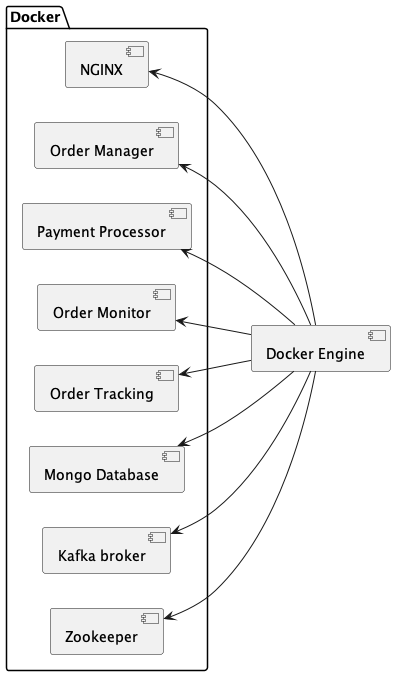 Docker
NGINX
Order Manager
Payment Processor
Order Monitor
Docker Engine
Order Tracking
Mongo Database
Kafka broker
Zookeeper